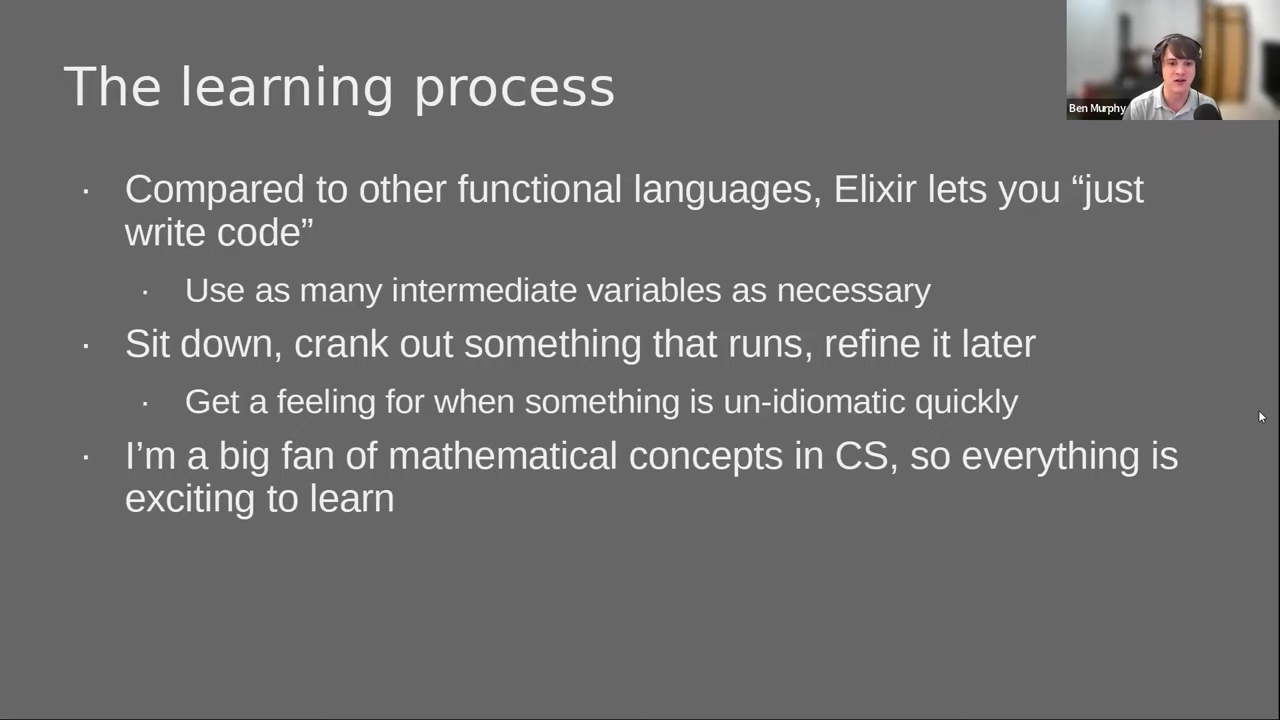 The learning process
Ben Murphy
· Compared to other functional languages, Elixir lets you “just
write code”
· Use as many intermediate variables as necessary
· Sit down, crank out something that runs, refine it later
· Get a feeling for when something is un-idiomatic quickly
· I’m a big fan of mathematical concepts in CS, so everything is
exciting to learn